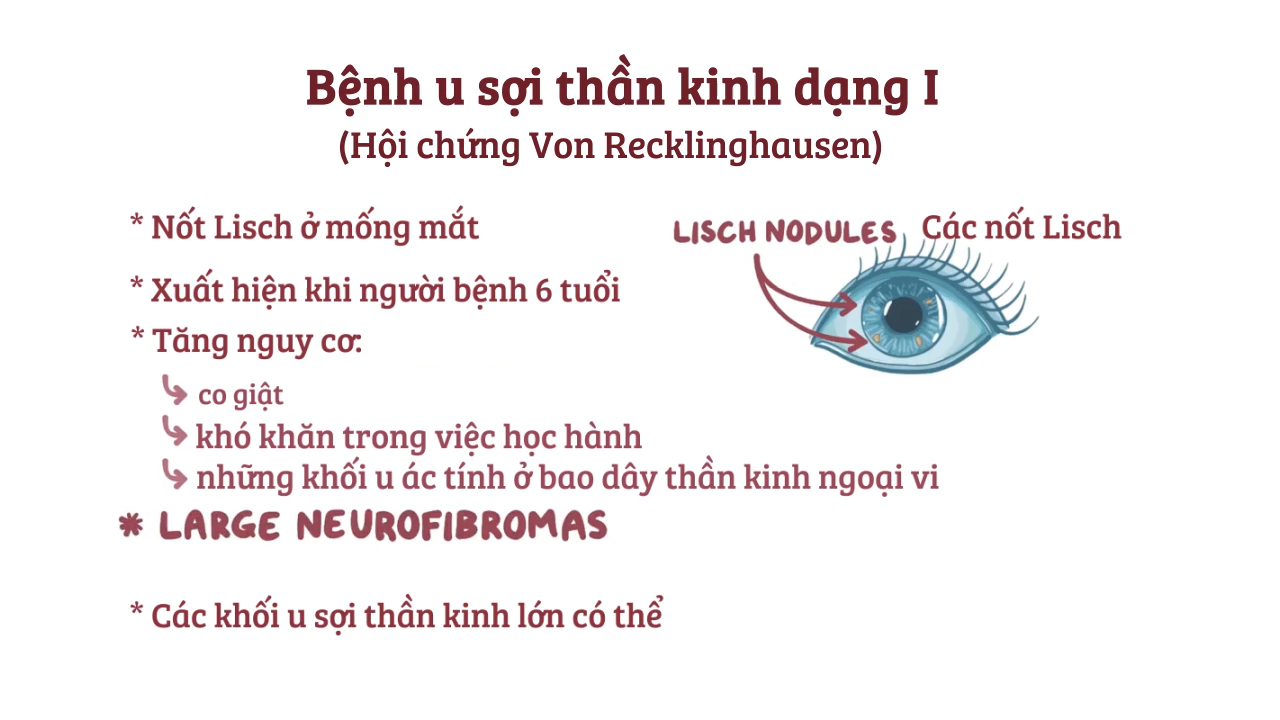 Bệnh u sợi thần kinh dạng I
(Hội chứng Von Recklinghausen)
* Nốt Lisch ở mống mắt
LISCH NODULES Các nốt Lisch
* Xuất hiện khi người bệnh 6 tuổi
* Tăng nguy cơ:
co giật
khó khăn trong việc học hành
những khối u ác tính ở bao dây thần kinh ngoại vi
* LARGE NEUROFIBROMAS
* Các khối u sợi thần kinh lớn có thể